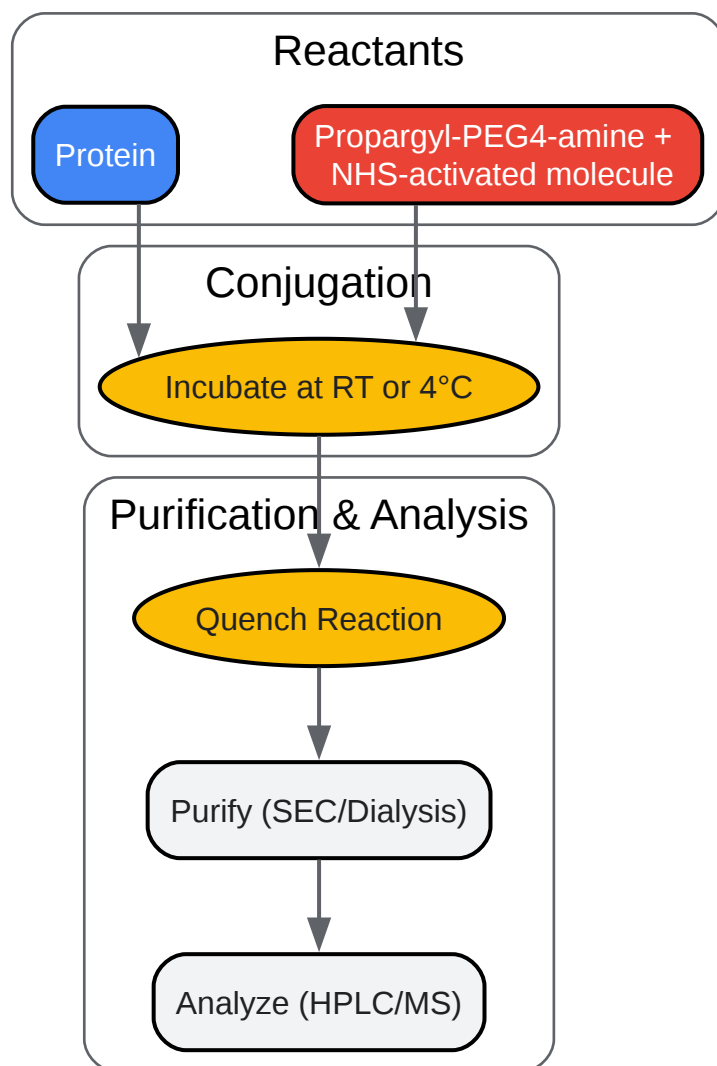 Reactants
Protein
Propargyl-PEG4-amine +
NHS-activated molecule
Conjugation
Incubate at RT or 4°C
Purification & Analysis
Quench Reaction
Purify (SEC/Dialysis)
Analyze (HPLC/MS)